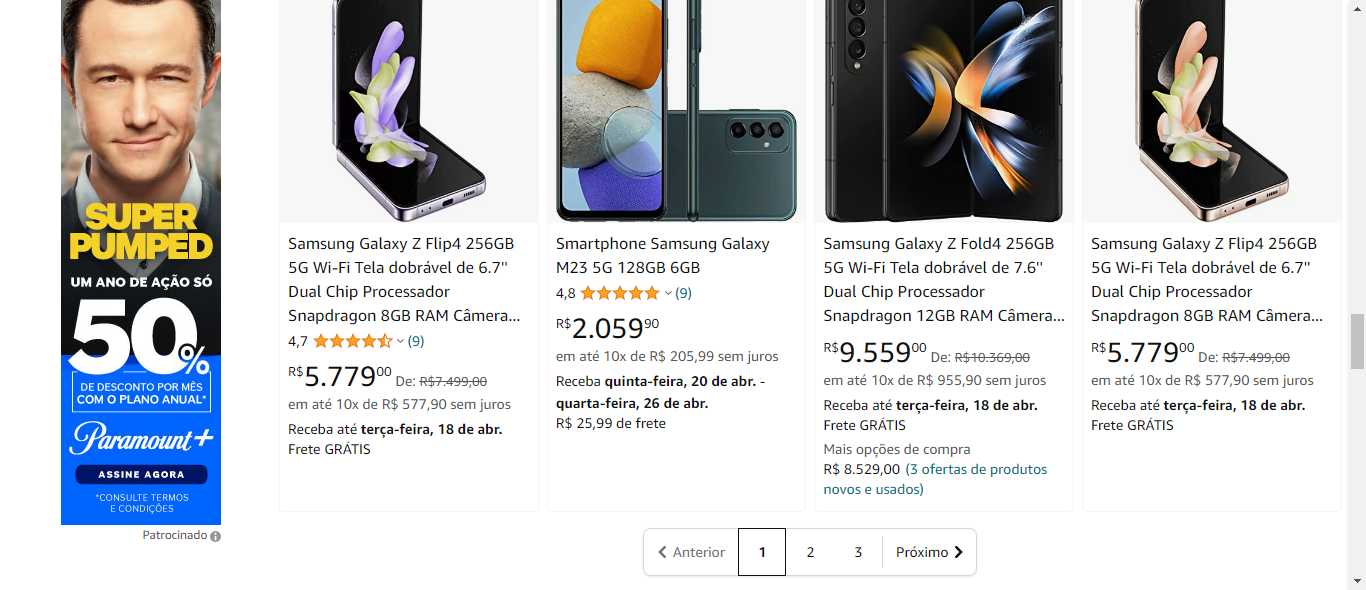 SUPER
PUMPED
UM ANO DE AÇÃO SÓ
50%
DE DESCONTO POR MÊS
COM O PLANO ANUAL*
Paramount+
ASSINE AGORA
*CONSULTE TERMOS
E CONDIÇÕES
Patrocinado
Samsung Galaxy Z Flip4 256GB
5G Wi-Fi Tela dobrável de 6.7''
Dual Chip Processador
Snapdragon 8GB RAM Câmera...
4,7 (9)
R$5.77900 De: R$7.499,00
em até 10x de R$ 577,90 sem juros
Receba até terça-feira, 18 de abr.
Frete GRÁTIS
Smartphone Samsung Galaxy
M23 5G 128GB 6GB
4,8 (9)
R$2.05990
em até 10x de R$ 205,99 sem juros
Receba quinta-feira, 20 de abr. -
quarta-feira, 26 de abr.
R$ 25,99 de frete
Samsung Galaxy Z Fold4 256GB
5G Wi-Fi Tela dobrável de 7.6''
Dual Chip Processador
Snapdragon 12GB RAM Câmera...
R$9.55900 De: R$10.369,00
em até 10x de R$ 955,90 sem juros
Receba até terça-feira, 18 de abr.
Frete GRÁTIS
Mais opções de compra
R$ 8.529,00 (3 ofertas de produtos
novos e usados)
Samsung Galaxy Z Flip4 256GB
5G Wi-Fi Tela dobrável de 6.7''
Dual Chip Processador
Snapdragon 8GB RAM Câmera...
R$5.77900 De: R$7.499,00
em até 10x de R$ 577,90 sem juros
Receba até terça-feira, 18 de abr.
Frete GRÁTIS
Anterior 1 2 3 Próximo